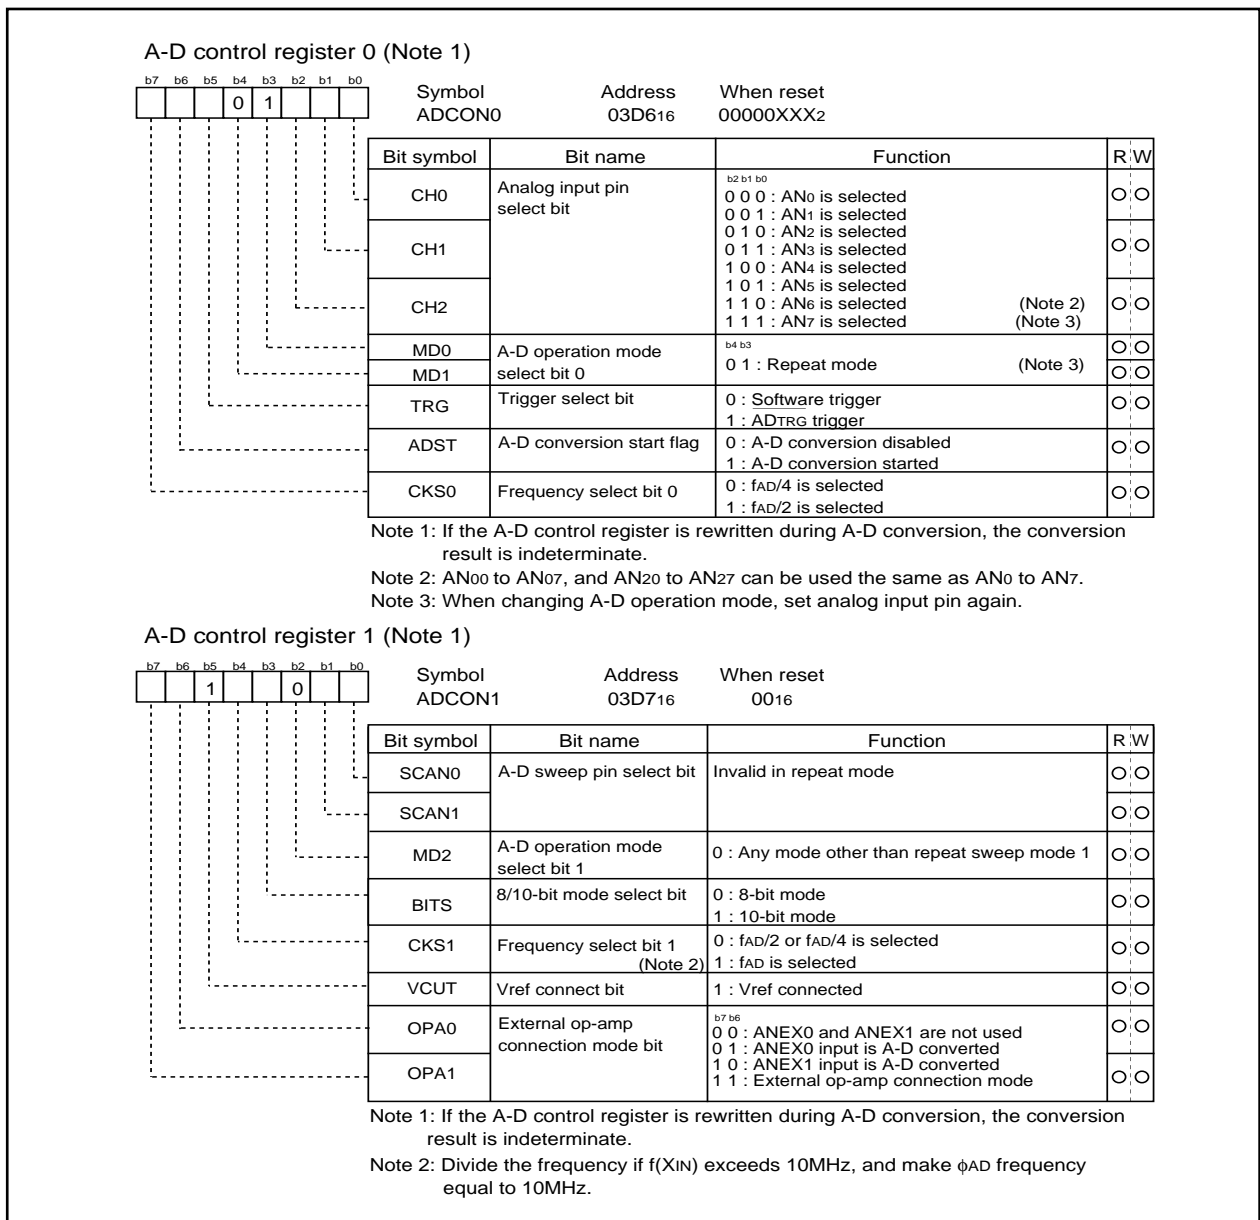 A-D control register 0 (Note 1)
b7 b6 b5 b4 b3 b2 b1 b0
0 1
Symbol Address When reset
ADCON0 03D616 00000XXX2
Bit symbol Bit name Function R W
CH0 Analog input pin
select bit
b2 b1 b0
0 0 0 : AN0 is selected
0 0 1 : AN1 is selected
0 1 0 : AN2 is selected
CH1
0 1 1 : AN3 is selected
1 0 0 : AN4 is selected
1 0 1 : AN5 is selected
CH2
1 1 0 : AN6 is selected (Note 2)
1 1 1 : AN7 is selected (Note 3)
MD0 A-D operation mode
MD1 select bit 0
b4 b3
0 1 : Repeat mode (Note 3)
TRG Trigger select bit 0 : Software trigger
1 : ADTRG trigger
ADST A-D conversion start flag 0 : A-D conversion disabled
1 : A-D conversion started
CKS0 Frequency select bit 0 0 : fAD/4 is selected
1 : fAD/2 is selected
Note 1: If the A-D control register is rewritten during A-D conversion, the conversion
result is indeterminate.
Note 2: AN00 to AN07, and AN20 to AN27 can be used the same as AN0 to AN7.
Note 3: When changing A-D operation mode, set analog input pin again.
A-D control register 1 (Note 1)
b7 b6 b5 b4 b3 b2 b1 b0
1 0
Symbol Address When reset
ADCON1 03D716 0016
Bit symbol Bit name Function R W
SCAN0 A-D sweep pin select bit Invalid in repeat mode
SCAN1
MD2 A-D operation mode
select bit 1
0 : Any mode other than repeat sweep mode 1
BITS 8/10-bit mode select bit 0 : 8-bit mode
1 : 10-bit mode
CKS1 Frequency select bit 1
(Note 2)
0 : fAD/2 or fAD/4 is selected
1 : fAD is selected
VCUT Vref connect bit 1 : Vref connected
OPA0 External op-amp
connection mode bit
b7 b6
0 0 : ANEX0 and ANEX1 are not used
0 1 : ANEX0 input is A-D converted
1 0 : ANEX1 input is A-D converted
OPA1 1 1 : External op-amp connection mode
Note 1: If the A-D control register is rewritten during A-D conversion, the conversion
result is indeterminate.
Note 2: Divide the frequency if f(XIN) exceeds 10MHz, and make ϕAD frequency
equal to 10MHz.